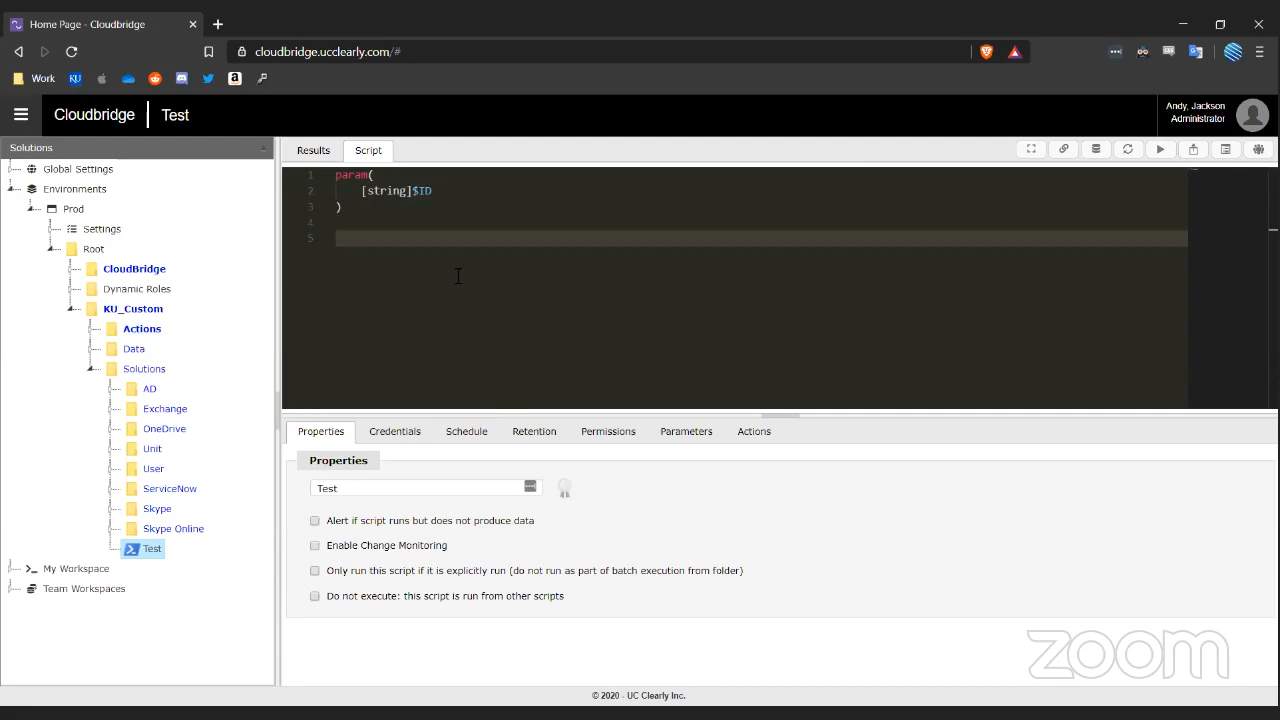 Home Page - Cloudbridge
cloudbridge.ucclearly.com/#
Work
KU
Cloudbridge
Test
Andy, Jackson
Administrator
Solutions
Global Settings
Environments
Prod
Settings
Root
CloudBridge
Dynamic Roles
KU_Custom
Actions
Data
Solutions
AD
Exchange
OneDrive
Unit
User
ServiceNow
Skype
Skype Online
Test
My Workspace
Team Workspaces
Results
Script
1 param(
2 [string]$ID
3 )
4
5
Properties
Credentials
Schedule
Retention
Permissions
Parameters
Actions
Properties
Test
Alert if script runs but does not produce data
Enable Change Monitoring
Only run this script if it is explicitly run (do not run as part of batch execution from folder)
Do not execute: this script is run from other scripts
zoom
© 2020 - UC Clearly Inc.